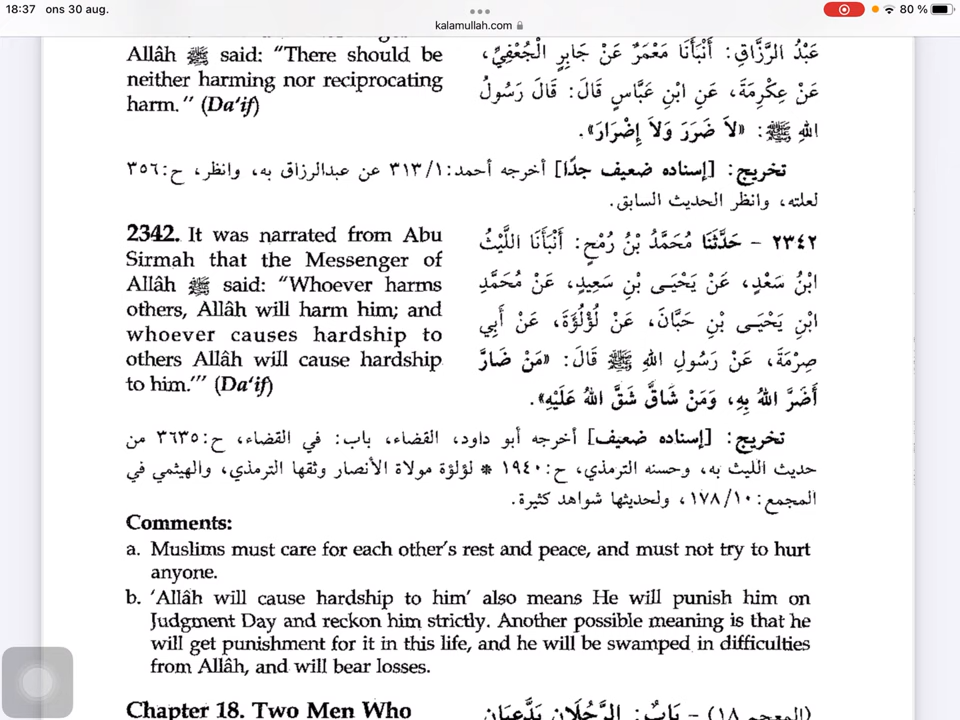 18:37 ons 30 aug.
80 %
kalamullah.com
Allâh ﷺ said: "There should be
neither harming nor reciprocating
harm." (Da'if)
عَبْدُ الرَّزَّاقِ: أَنْبَأَنَا مَعْمَرٌ عَنْ جَابِرٍ الْجُعْفِيِّ،
عَنْ عِكْرِمَةَ، عَنِ ابْنِ عَبَّاسٍ قَالَ: قَالَ رَسُولُ
اللهِ ﷺ: «لاَ ضَرَرَ وَلاَ إِضْرَارَ».
تخريج: [إسناده ضعيف جدًا] أخرجه أحمد: ١/ ٣١٣ عن عبدالرزاق به، وانظر، ح: ٣٥٦
لعلته، وانظر الحديث السابق.
2342. It was narrated from Abu
Sirmah that the Messenger of
Allâh ﷺ said: "Whoever harms
others, Allâh will harm him; and
whoever causes hardship to
others Allâh will cause hardship
to him.'" (Da'if)
٢٣٤٢ - حَدَّثَنَا مُحَمَّدُ بْنُ رُمْحٍ: أَنْبَأَنَا اللَّيْثُ
ابْنُ سَعْدٍ، عَنْ يَحْيَـى بْنِ سَعِيدٍ، عَنْ مُحَمَّدِ
ابْنِ يَحْيَـى بْنِ حَبَّانَ، عَنْ لُؤْلُؤَةَ، عَنْ أَبِي
صِرْمَةَ، عَنْ رَسُولِ اللهِ ﷺ قَالَ: «مَنْ ضَارَّ
أَضَرَّ اللهُ بِهِ، وَمَنْ شَاقَّ شَقَّ اللهُ عَلَيْهِ».
تخريج: [إسناده ضعيف] أخرجه أبو داود، القضاء، باب: في القضاء، ح: ٣٦٣٥ من
حديث الليث به، وحسنه الترمذي، ح: ١٩٤٠ * لؤلؤة مولاة الأنصار وثقها الترمذي، والهيثمي في
المجمع: ١٠/ ١٧٨، ولحديثها شواهد كثيرة.
Comments:
a. Muslims must care for each other's rest and peace, and must not try to hurt
anyone.
b. 'Allâh will cause hardship to him' also means He will punish him on
Judgment Day and reckon him strictly. Another possible meaning is that he
will get punishment for it in this life, and he will be swamped in difficulties
from Allâh, and will bear losses.
Chapter 18. Two Men Who
(المعجم ١٨) - بَابٌ: الرَّجُلاَنِ يَدَّعِيَانِ